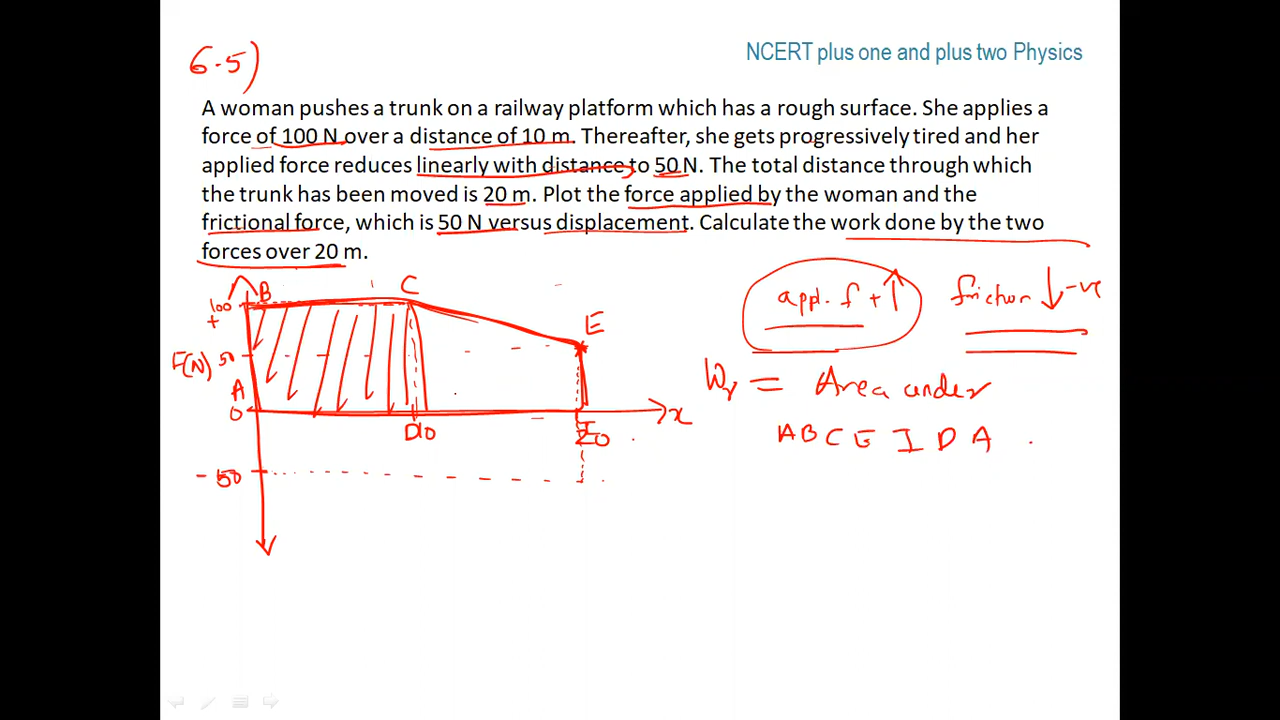 6.5)
NCERT plus one and plus two Physics
A woman pushes a trunk on a railway platform which has a rough surface. She applies a
force of 100 N over a distance of 10 m. Thereafter, she gets progressively tired and her
applied force reduces linearly with distance to 50 N. The total distance through which
the trunk has been moved is 20 m. Plot the force applied by the woman and the
frictional force, which is 50 N versus displacement. Calculate the work done by the two
forces over 20 m.
B
C
100
+
E
F(N) 50
A
0
x
D 10
I 20
-50
appl. f + ↑
friction ↓ -ve
W = Area under
A B C E I D A